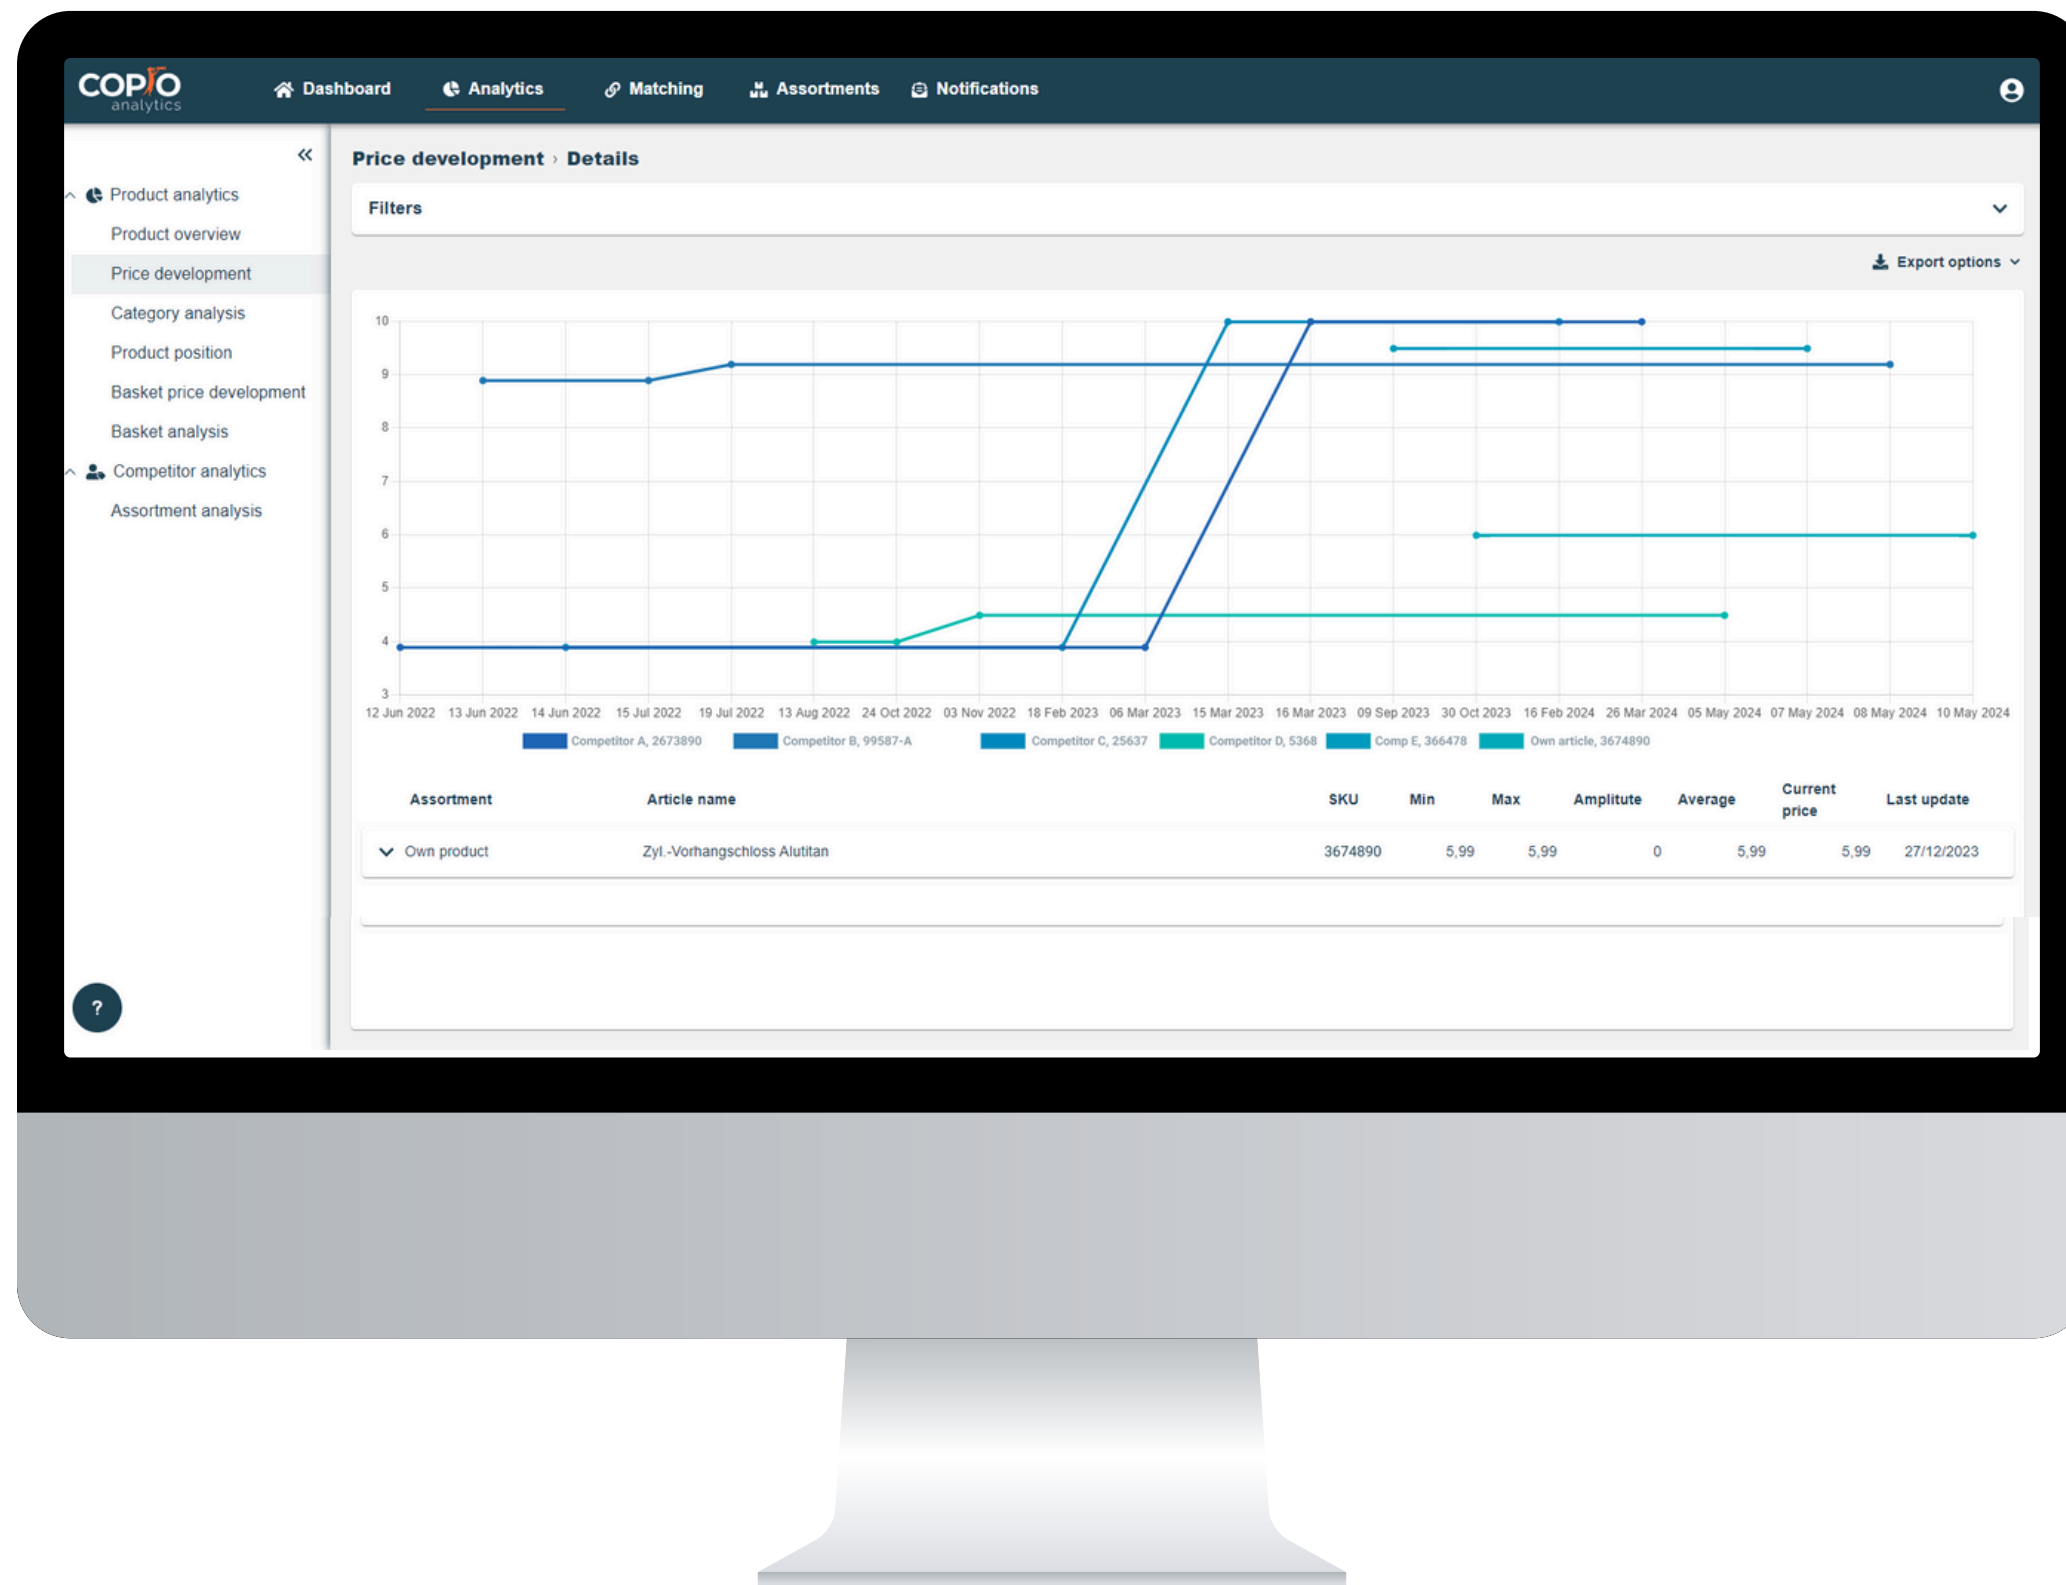 COPIO
analytics
Dashboard Analytics Matching Assortments Notifications
Price development › Details
Product analytics
Product overview
Price development
Category analysis
Product position
Basket price development
Basket analysis
Competitor analytics
Assortment analysis
?
Filters
Export options
10
9
8
7
6
5
4
3
12 Jun 2022 13 Jun 2022 14 Jun 2022 15 Jul 2022 19 Jul 2022 13 Aug 2022 24 Oct 2022 03 Nov 2022 18 Feb 2023 06 Mar 2023 15 Mar 2023 16 Mar 2023 09 Sep 2023 30 Oct 2023 16 Feb 2024 26 Mar 2024 05 May 2024 07 May 2024 08 May 2024 10 May 2024
Competitor A, 2673890 Competitor B, 99587-A Competitor C, 25637 Competitor D, 5368 Comp E, 366478 Own article, 3674890
Assortment Article name SKU Min Max Amplitute Average Current price Last update
Own product Zyl.-Vorhangschloss Alutitan 3674890 5,99 5,99 0 5,99 5,99 27/12/2023